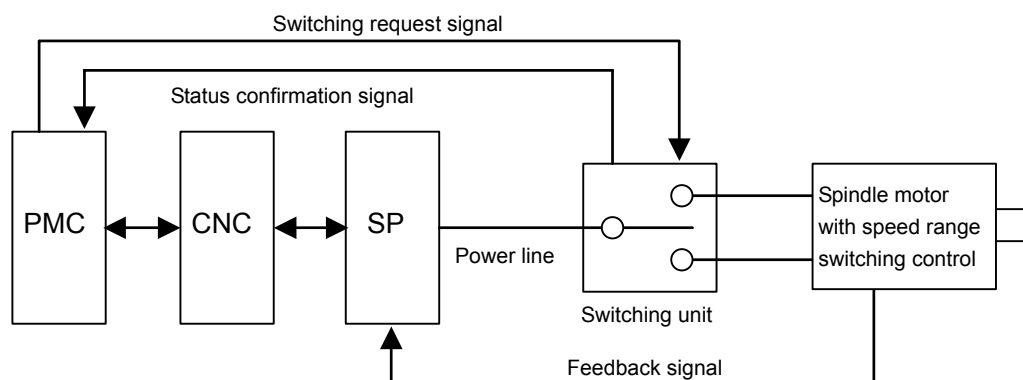 Switching request signal
Status confirmation signal
PMC
CNC
SP
Power line
Spindle motor
with speed range
switching control
Switching unit
Feedback signal